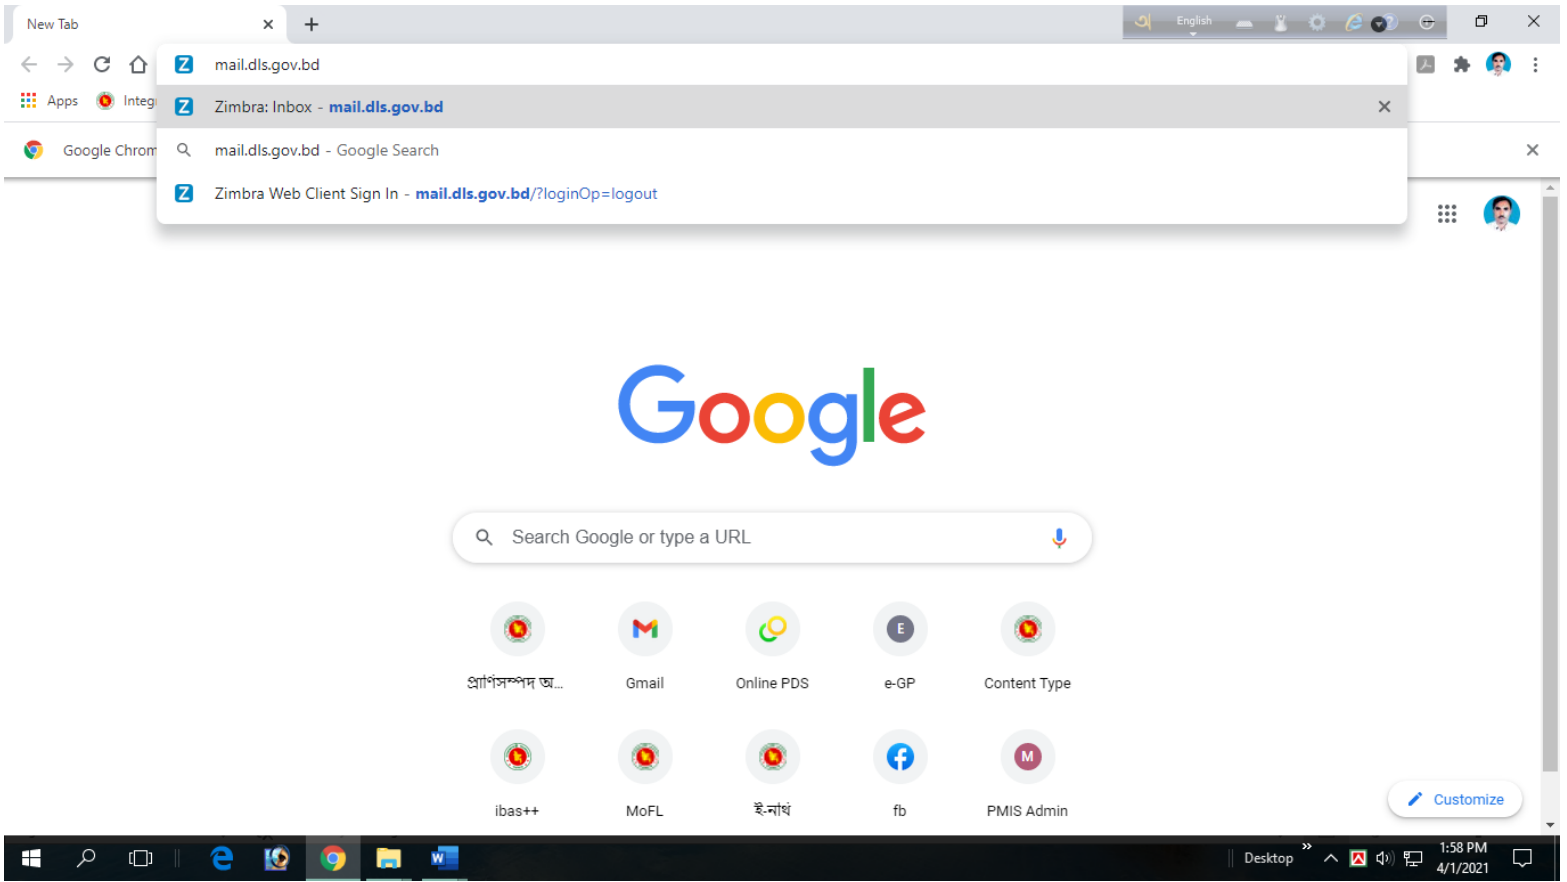 New Tab
English
mail.dls.gov.bd
Apps
Zimbra: Inbox - mail.dls.gov.bd
Google Chrom
mail.dls.gov.bd - Google Search
Zimbra Web Client Sign In - mail.dls.gov.bd/?loginOp=logout
Google
Search Google or type a URL
E
প্রাণিসম্পদ অ... Gmail Online PDS e-GP Content Type
M
ibas++ MoFL ই-নথি fb PMIS Admin
Customize
Desktop
1:58 PM
4/1/2021